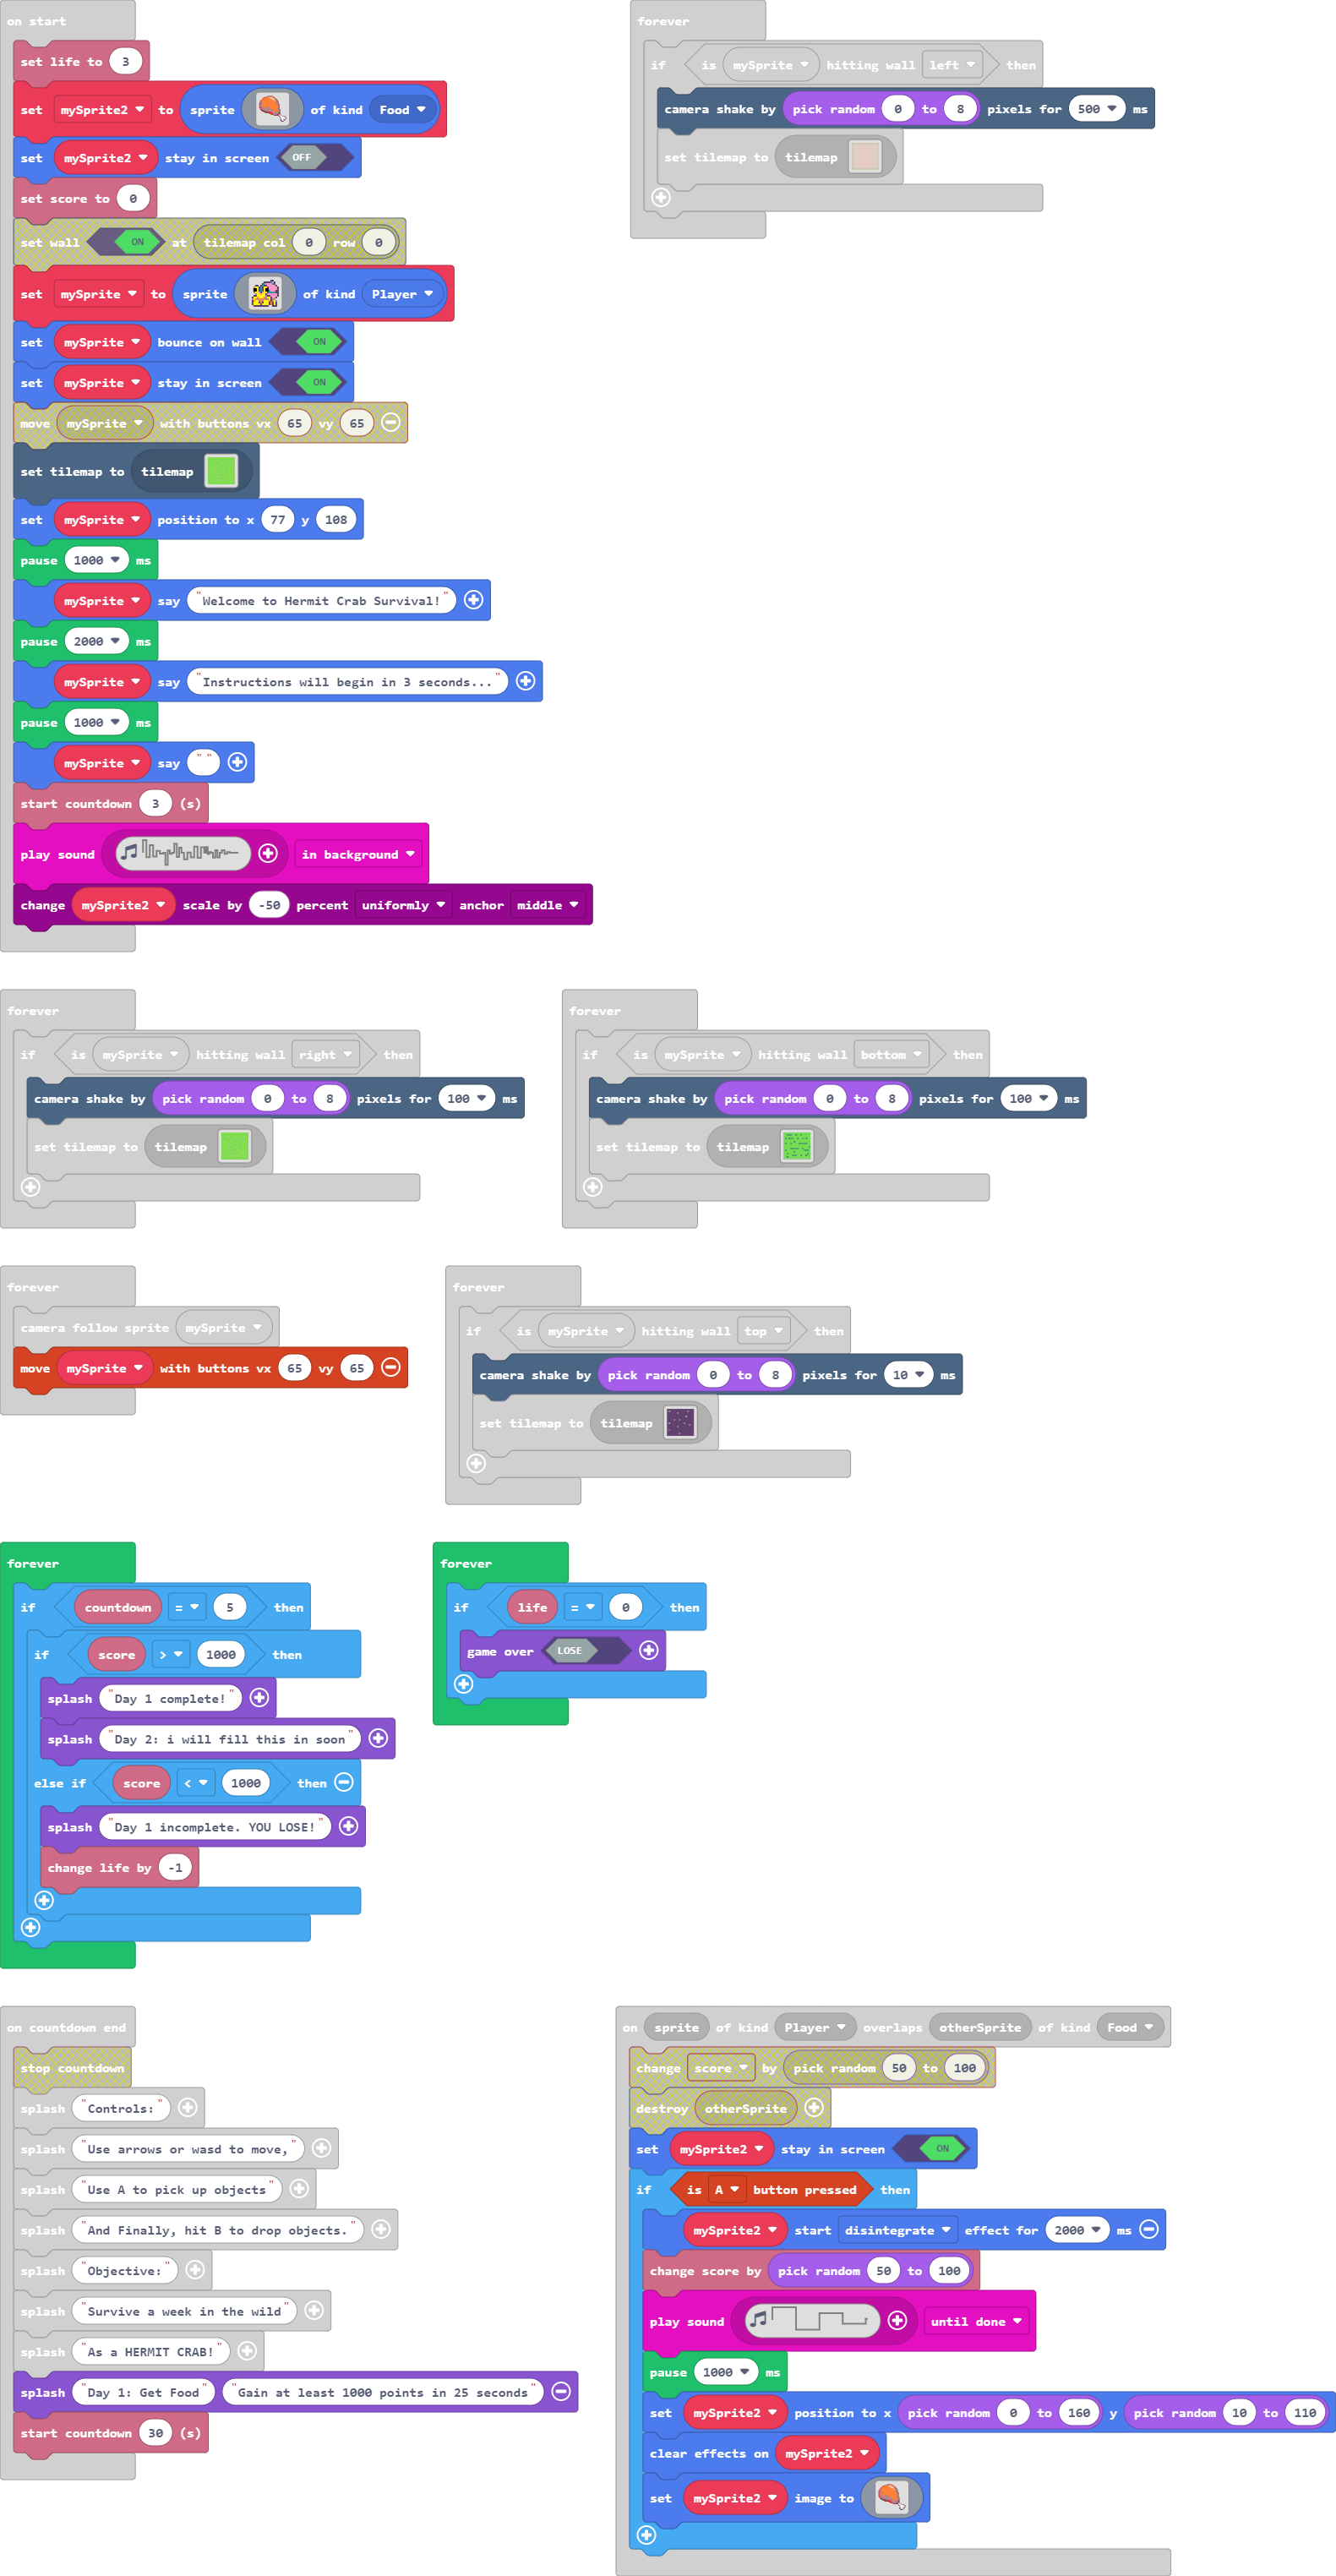 on start
set life to 3
set mySprite2 to sprite of kind Food
set mySprite2 stay in screen OFF
set score to 0
set wall ON at tilemap col 0 row 0
set mySprite to sprite of kind Player
set mySprite bounce on wall ON
set mySprite stay in screen ON
move mySprite with buttons vx 65 vy 65
set tilemap to tilemap
set mySprite position to x 77 y 108
pause 1000 ms
mySprite say "Welcome to Hermit Crab Survival!"
pause 2000 ms
mySprite say "Instructions will begin in 3 seconds..."
pause 1000 ms
mySprite say " "
start countdown 3 (s)
play sound in background
change mySprite2 scale by -50 percent uniformly anchor middle
forever
if is mySprite hitting wall left then
camera shake by pick random 0 to 8 pixels for 500 ms
set tilemap to tilemap
forever
if is mySprite hitting wall right then
camera shake by pick random 0 to 8 pixels for 100 ms
set tilemap to tilemap
forever
if is mySprite hitting wall bottom then
camera shake by pick random 0 to 8 pixels for 100 ms
set tilemap to tilemap
forever
camera follow sprite mySprite
move mySprite with buttons vx 65 vy 65
forever
if is mySprite hitting wall top then
camera shake by pick random 0 to 8 pixels for 10 ms
set tilemap to tilemap
forever
if countdown = 5 then
if score > 1000 then
splash "Day 1 complete!"
splash "Day 2: i will fill this in soon"
else if score < 1000 then
splash "Day 1 incomplete. YOU LOSE!"
change life by -1
forever
if life = 0 then
game over LOSE
on countdown end
stop countdown
splash "Controls:"
splash "Use arrows or wasd to move,"
splash "Use A to pick up objects"
splash "And Finally, hit B to drop objects."
splash "Objective:"
splash "Survive a week in the wild"
splash "As a HERMIT CRAB!"
splash "Day 1: Get Food" "Gain at least 1000 points in 25 seconds"
start countdown 30 (s)
on sprite of kind Player overlaps otherSprite of kind Food
change score by pick random 50 to 100
destroy otherSprite
set mySprite2 stay in screen ON
if is A button pressed then
mySprite2 start disintegrate effect for 2000 ms
change score by pick random 50 to 100
play sound until done
pause 1000 ms
set mySprite2 position to x pick random 0 to 160 y pick random 10 to 110
clear effects on mySprite2
set mySprite2 image to